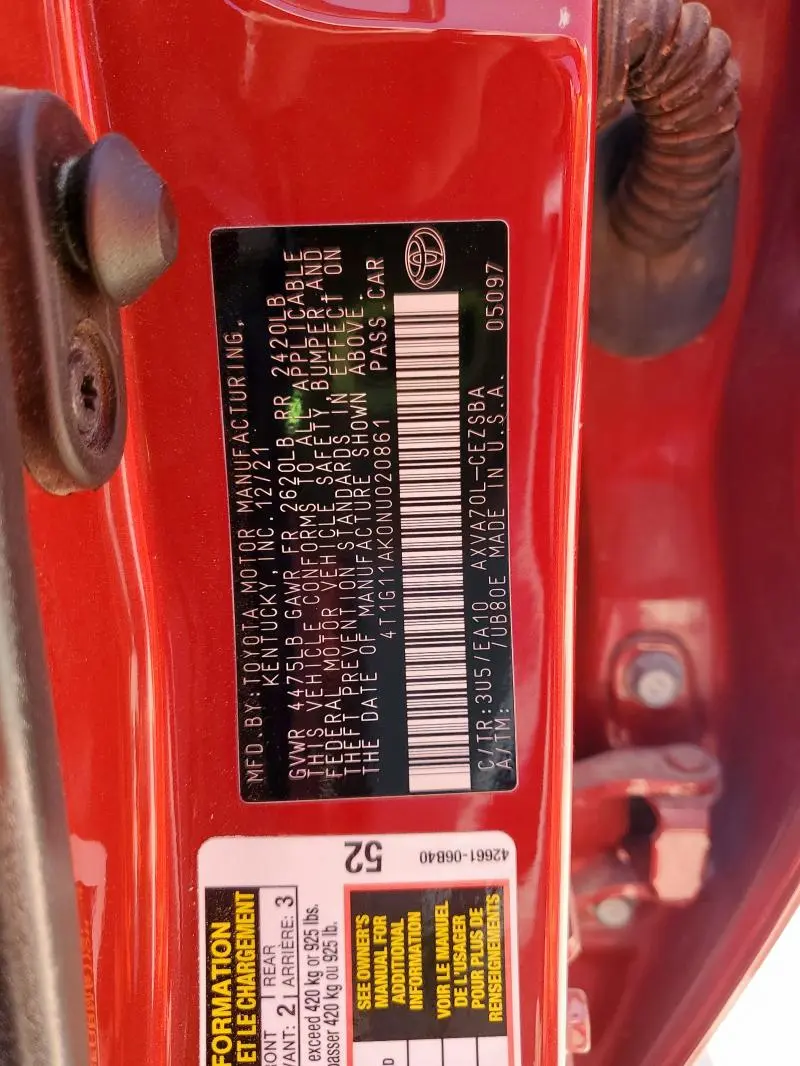 MFD.BY:TOYOTA MOTOR MANUFACTURING,
KENTUCKY, INC. 12/21
GVWR 4475LB GAWR FR 2620LB RR 2420LB
THIS VEHICLE CONFORMS TO ALL APPLICABLE
FEDERAL MOTOR VEHICLE SAFETY, BUMPER AND
THEFT PREVENTION STANDARDS IN EFFECT ON
THE DATE OF MANUFACTURE SHOWN ABOVE.
4T1G11AK0NU020861 PASS.CAR
C/TR:3U5/EA10 AXVA70L-CEZSBA 05097
A/TM: /UB80E MADE IN U.S.A.
52
42661-06B40
FORMATION
ET LE CHARGEMENT
RONT REAR
VANT: 2 ARRIÈRE: 3
exceed 420 kg or 925 lbs.
passer 420 kg ou 925 lb.
SEE OWNER'S
MANUAL FOR
ADDITIONAL
INFORMATION
VOIR LE MANUEL
DE L'USAGER
POUR PLUS DE
RENSEIGNEMENTS